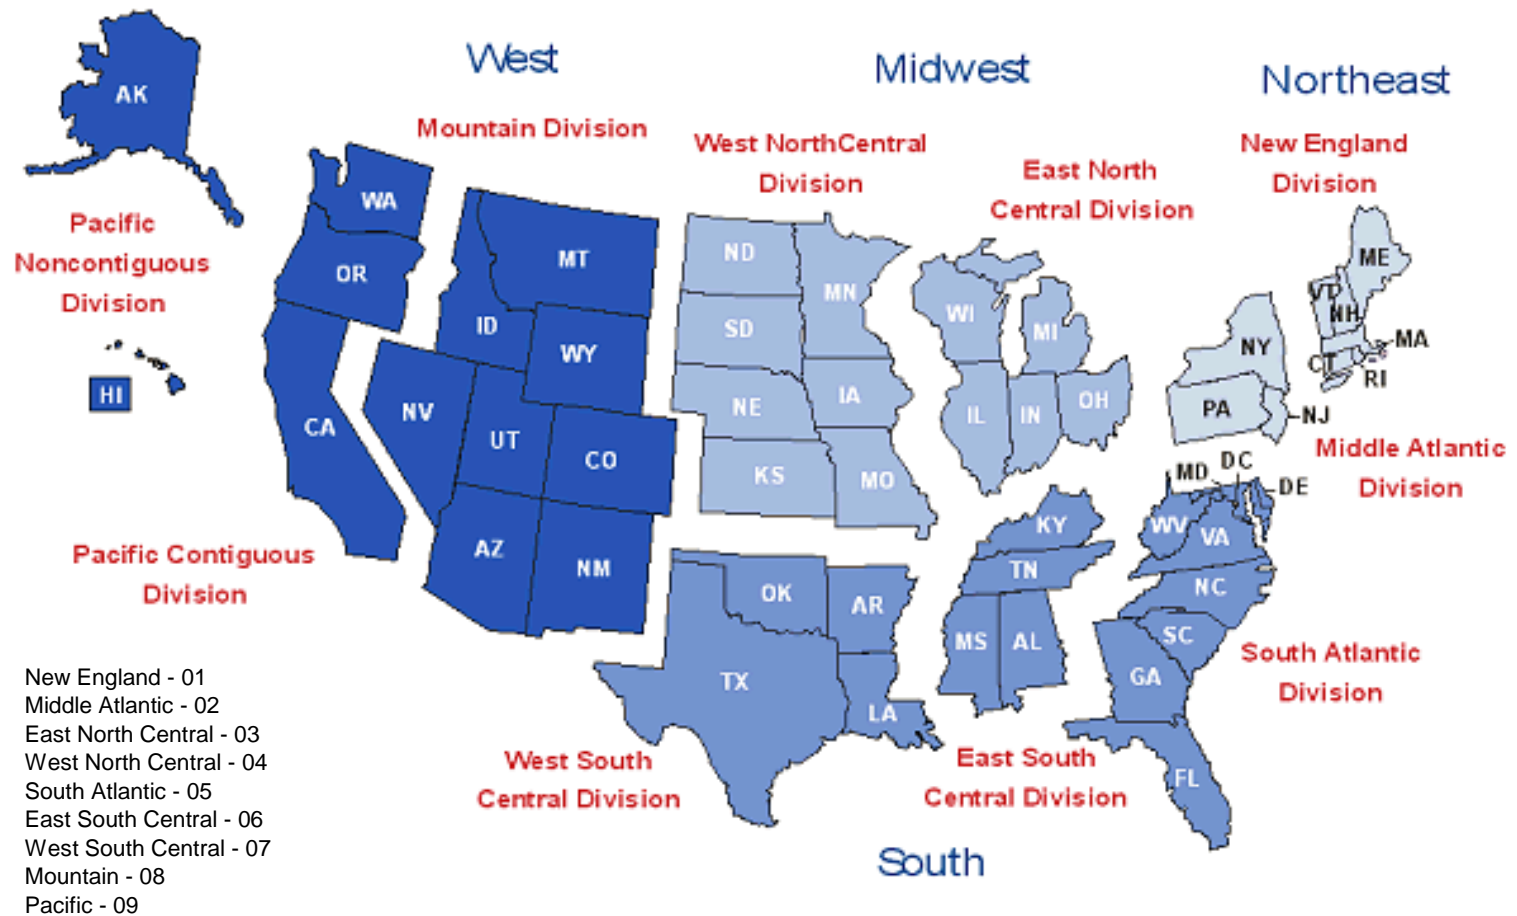 West
Midwest
Northeast
Mountain Division
West NorthCentral
Division
East North
Central Division
New England
Division
Pacific
Noncontiguous
Division
Pacific Contiguous
Division
Middle Atlantic
Division
South Atlantic
Division
West South
Central Division
East South
Central Division
South
AK
HI
WA
OR
CA
MT
ID
WY
NV
UT
CO
AZ
NM
ND
MN
SD
NE
IA
KS
MO
WI
MI
IL
IN
OH
ME
VT
NH
MA
NY
CT
RI
PA
NJ
MD
DC
DE
WV
VA
KY
TN
NC
SC
MS
AL
GA
FL
OK
AR
TX
LA
New England - 01
Middle Atlantic - 02
East North Central - 03
West North Central - 04
South Atlantic - 05
East South Central - 06
West South Central - 07
Mountain - 08
Pacific - 09